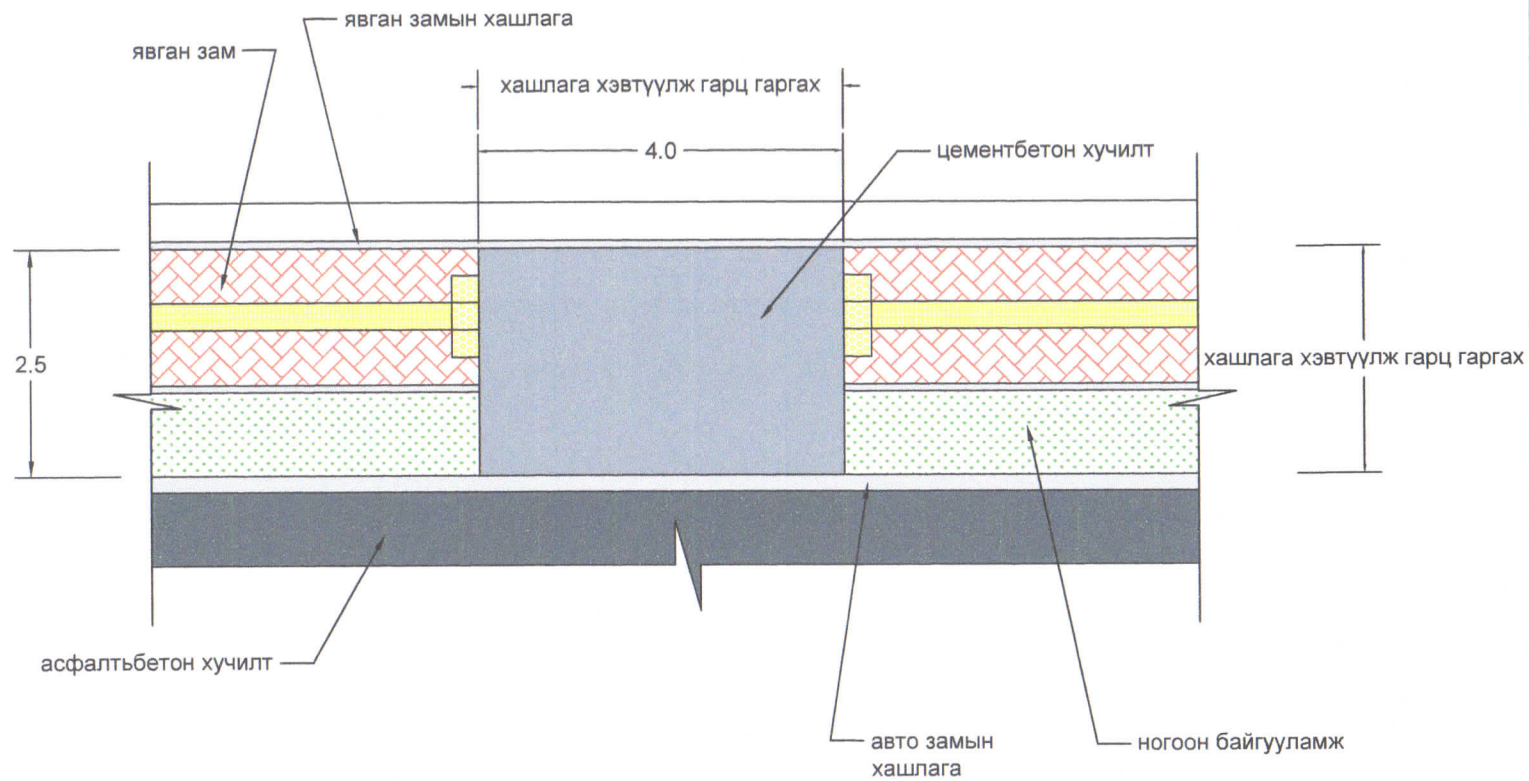 явган замын хашлага
явган зам
хашлага хэвтүүлж гарц гаргах
4.0
цементбетон хучилт
2.5
хашлага хэвтүүлж гарц гаргах
асфалтьбетон хучилт
авто замын
хашлага
ногоон байгууламж